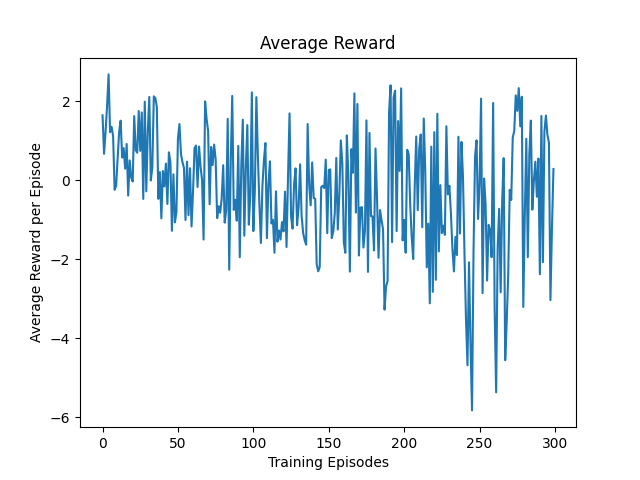 Average Reward
Average Reward per Episode
2
0
−2
−4
−6
0 50 100 150 200 250 300
Training Episodes